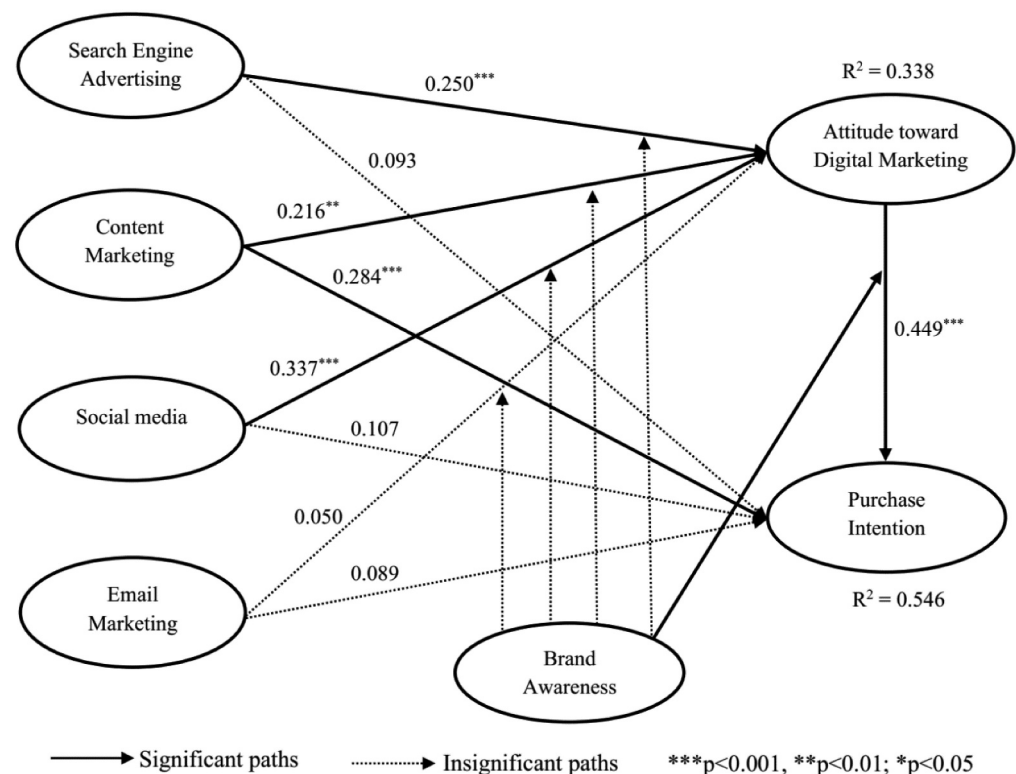 Search Engine
Advertising
0.250***
R² = 0.338
Attitude toward
Digital Marketing
0.093
Content
Marketing
0.216**
0.284***
0.449***
Social media
0.337***
0.107
Purchase
Intention
0.050
Email
Marketing
0.089
R² = 0.546
Brand
Awareness
Significant paths
Insignificant paths
***p<0.001, **p<0.01; *p<0.05